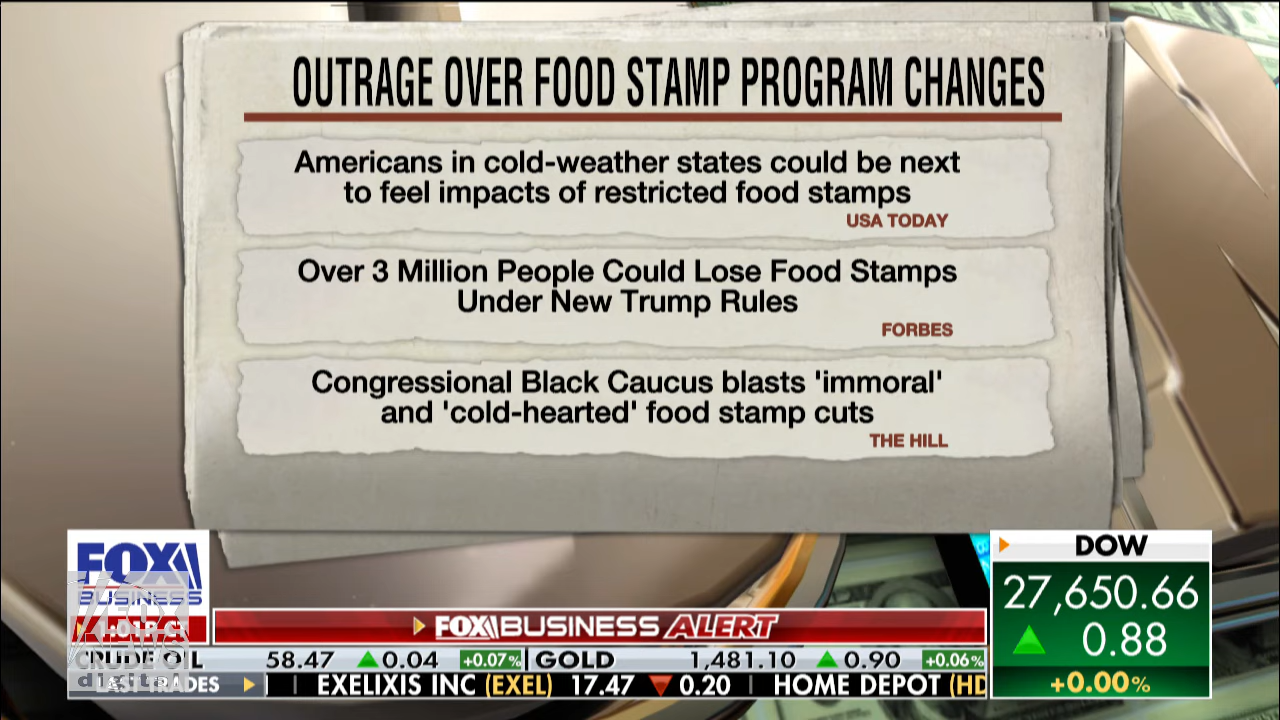 OUTRAGE OVER FOOD STAMP PROGRAM CHANGES
Americans in cold-weather states could be next
to feel impacts of restricted food stamps
USA TODAY
Over 3 Million People Could Lose Food Stamps
Under New Trump Rules
FORBES
Congressional Black Caucus blasts 'immoral'
and 'cold-hearted' food stamp cuts
THE HILL
FOX
BUSINESS
FOX
NEWS
digital
FOX BUSINESS ALERT
CRUDE OIL 58.47 0.04 +0.07% GOLD 1,481.10 0.90 +0.06%
LAST TRADES EXELIXIS INC (EXEL) 17.47 0.20 HOME DEPOT (HD
DOW
27,650.66
0.88
+0.00%